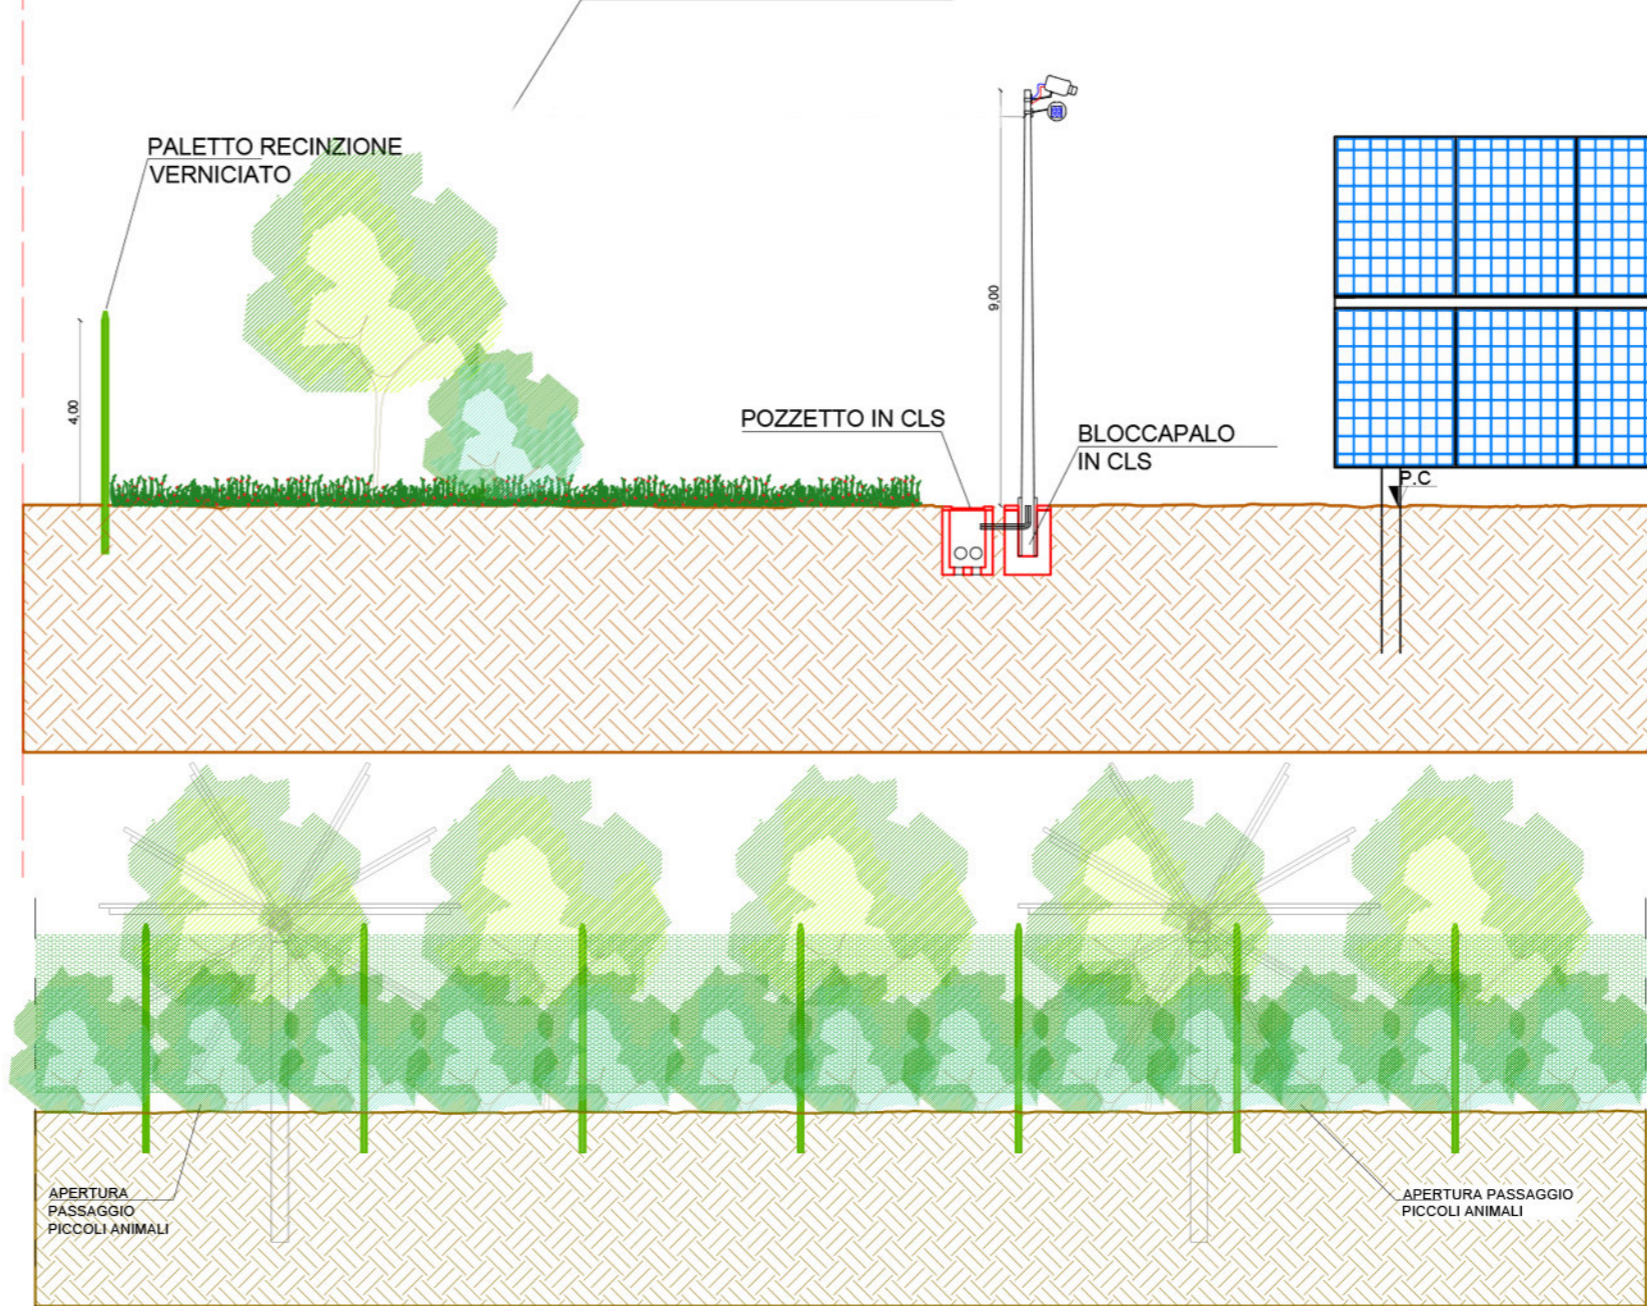 PALETTO RECINZIONE
VERNICIATO
4,00
9,00
POZZETTO IN CLS
BLOCCAPALO
IN CLS
P.C
APERTURA
PASSAGGIO
PICCOLI ANIMALI
APERTURA PASSAGGIO
PICCOLI ANIMALI